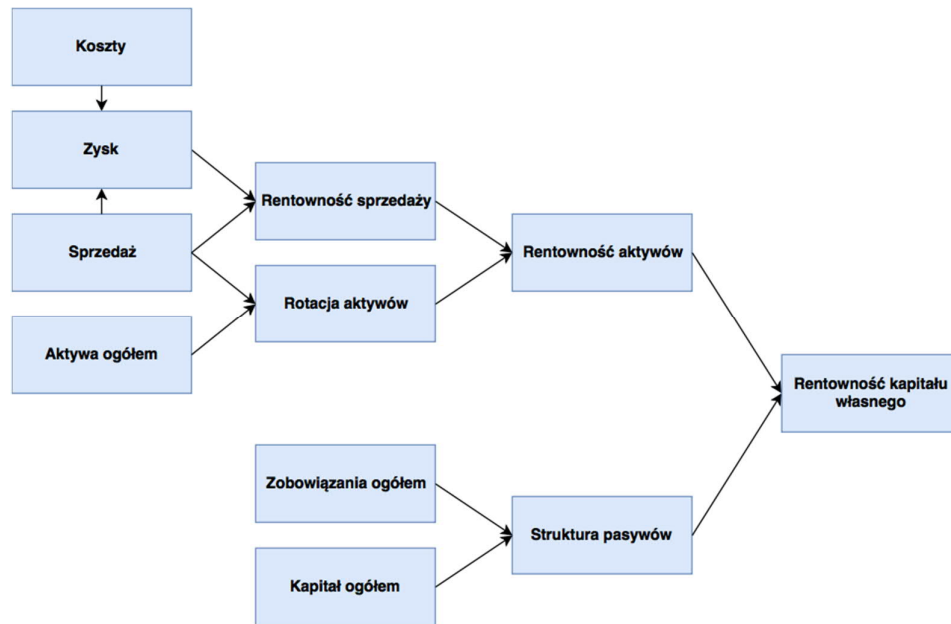 Koszty
Zysk
Sprzedaż
Aktywa ogółem
Rentowność sprzedaży
Rotacja aktywów
Zobowiązania ogółem
Kapitał ogółem
Rentowność aktywów
Struktura pasywów
Rentowność kapitału
własnego